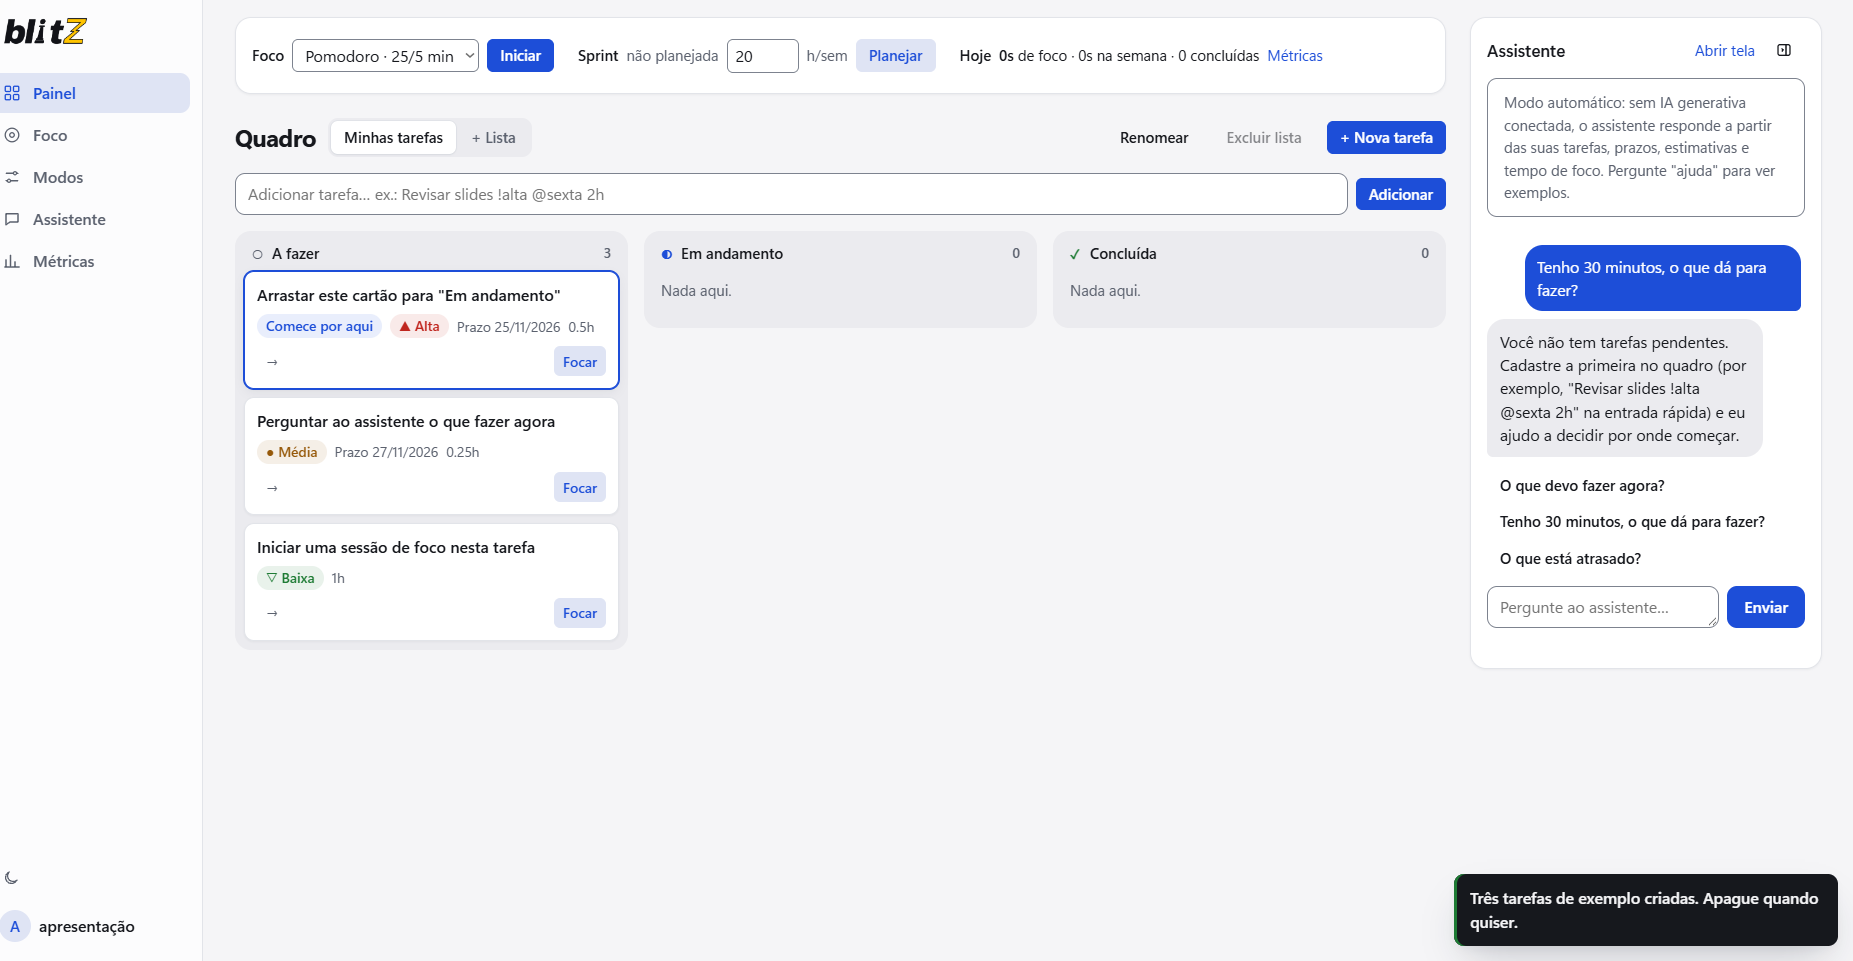 blitz
Painel
Foco
Modos
Assistente
Métricas
A apresentação
Foco Pomodoro · 25/5 min Iniciar Sprint não planejada 20 h/sem Planejar Hoje 0s de foco · 0s na semana · 0 concluídas Métricas
Quadro Minhas tarefas + Lista Renomear Excluir lista + Nova tarefa
Adicionar tarefa... ex.: Revisar slides !alta @sexta 2h Adicionar
A fazer 3
Arrastar este cartão para "Em andamento"
Comece por aqui ▲ Alta Prazo 25/11/2026 0.5h
→ Focar
Perguntar ao assistente o que fazer agora
● Média Prazo 27/11/2026 0.25h
→ Focar
Iniciar uma sessão de foco nesta tarefa
▽ Baixa 1h
→ Focar
Em andamento 0
Nada aqui.
✓ Concluída 0
Nada aqui.
Assistente Abrir tela
Modo automático: sem IA generativa
conectada, o assistente responde a partir
das suas tarefas, prazos, estimativas e
tempo de foco. Pergunte "ajuda" para ver
exemplos.
Tenho 30 minutos, o que dá para
fazer?
Você não tem tarefas pendentes.
Cadastre a primeira no quadro (por
exemplo, "Revisar slides !alta
@sexta 2h" na entrada rápida) e eu
ajudo a decidir por onde começar.
O que devo fazer agora?
Tenho 30 minutos, o que dá para fazer?
O que está atrasado?
Pergunte ao assistente... Enviar
Três tarefas de exemplo criadas. Apague quando
quiser.